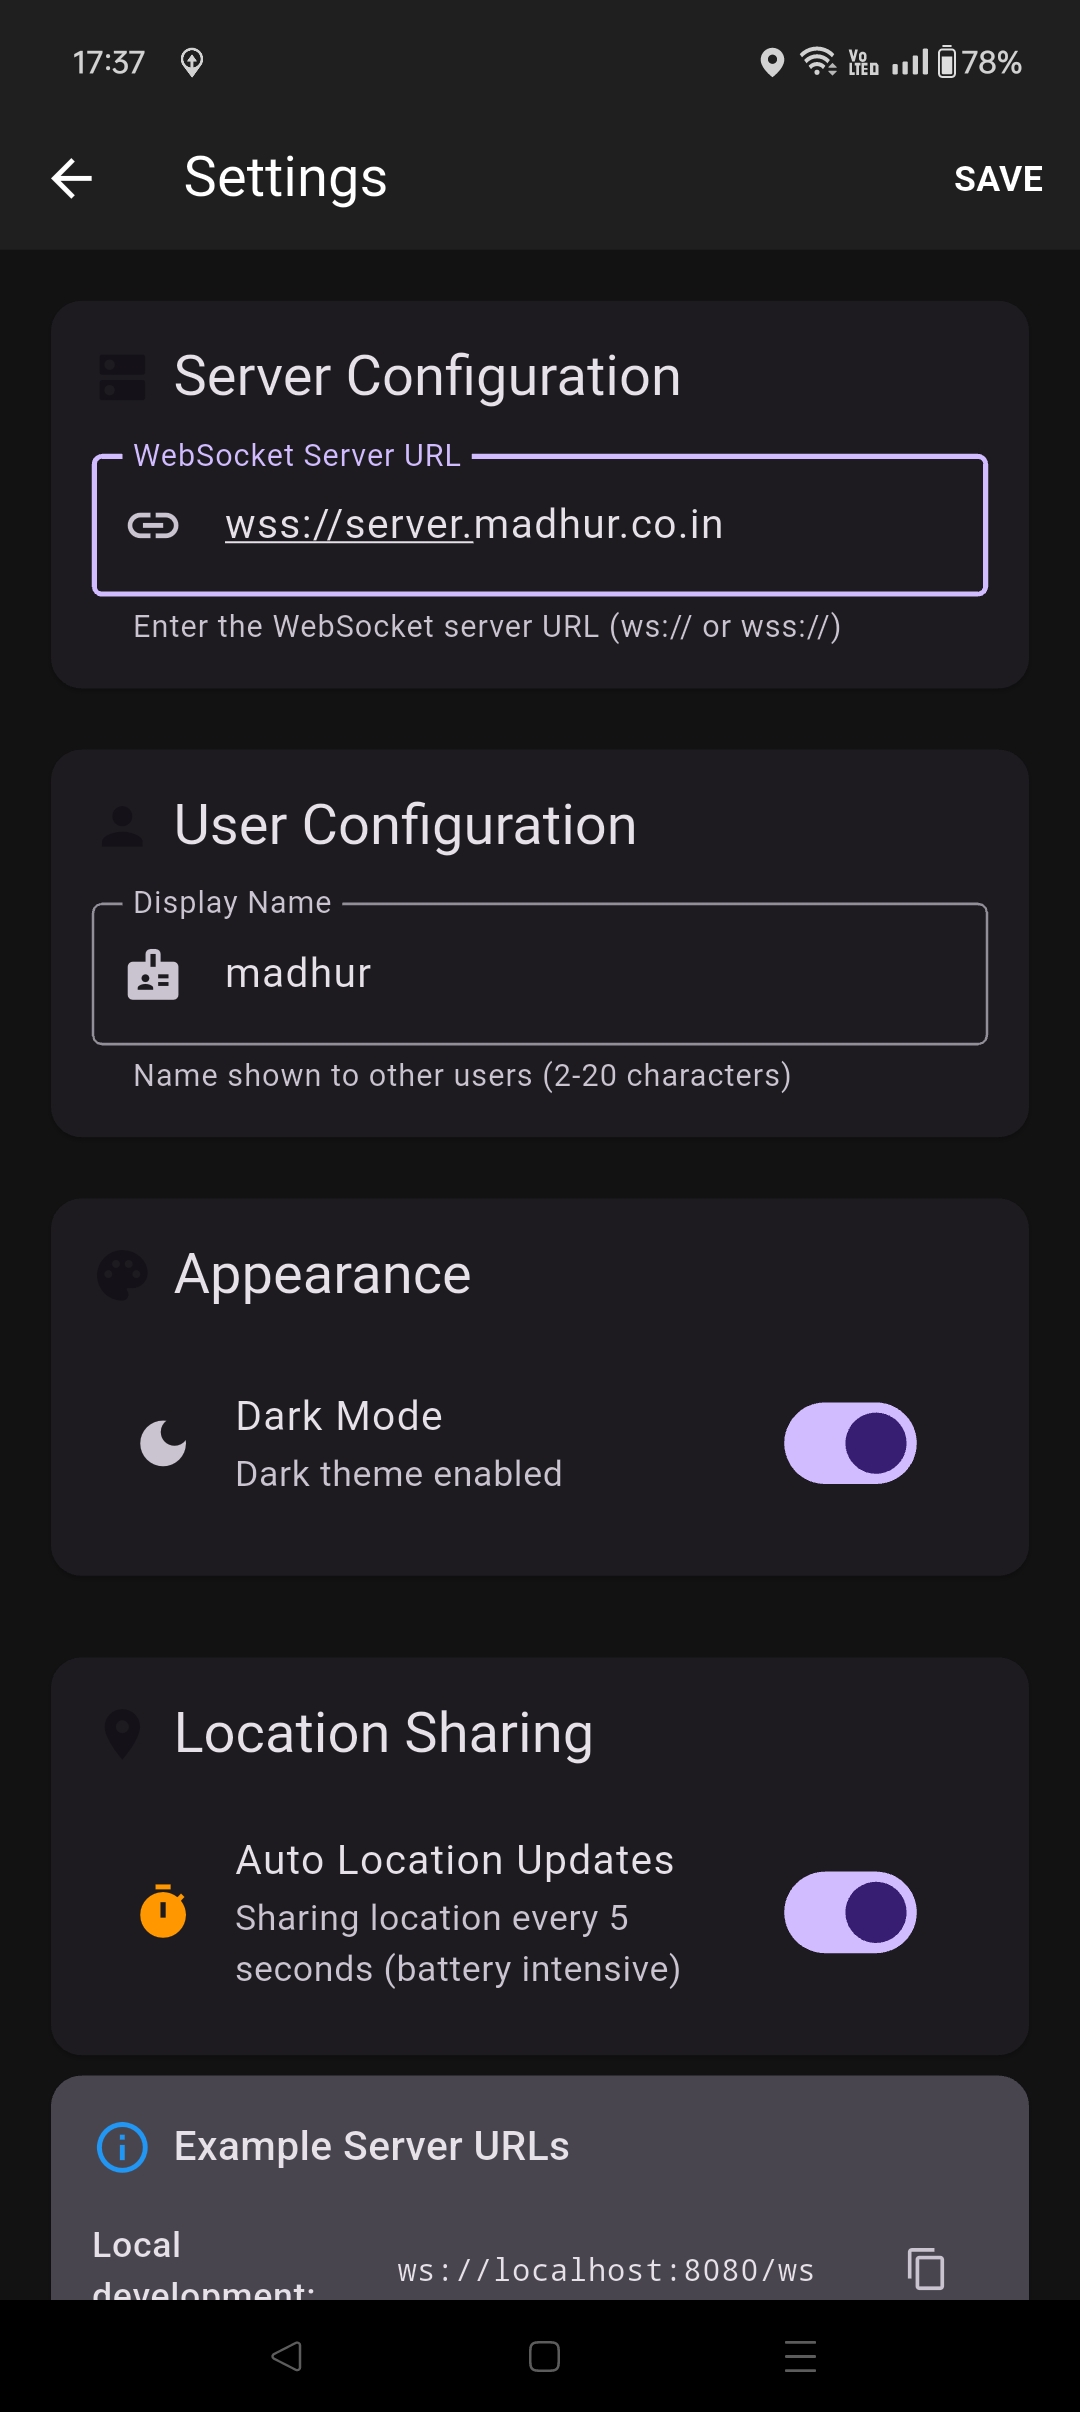 17:37
78%
Settings
SAVE
Server Configuration
WebSocket Server URL
wss://server.madhur.co.in
Enter the WebSocket server URL (ws:// or wss://)
User Configuration
Display Name
madhur
Name shown to other users (2-20 characters)
Appearance
Dark Mode
Dark theme enabled
Location Sharing
Auto Location Updates
Sharing location every 5
seconds (battery intensive)
Example Server URLs
Local
development:
ws://localhost:8080/ws